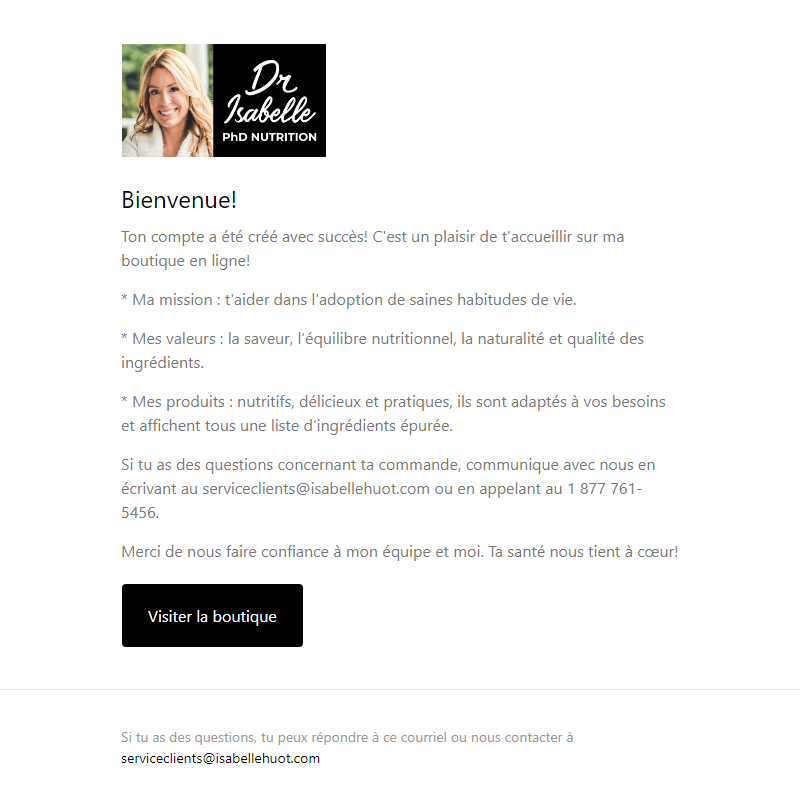 Dr
Isabelle
PhD NUTRITION
Bienvenue!
Ton compte a été créé avec succès! C'est un plaisir de t'accueillir sur ma
boutique en ligne!
* Ma mission : t'aider dans l'adoption de saines habitudes de vie.
* Mes valeurs : la saveur, l’équilibre nutritionnel, la naturalité et qualité des
ingrédients.
* Mes produits : nutritifs, délicieux et pratiques, ils sont adaptés à vos besoins
et affichent tous une liste d’ingrédients épurée.
Si tu as des questions concernant ta commande, communique avec nous en
écrivant au serviceclients@isabellehuot.com ou en appelant au 1 877 761-
5456.
Merci de nous faire confiance à mon équipe et moi. Ta santé nous tient à cœur!
Visiter la boutique
Si tu as des questions, tu peux répondre à ce courriel ou nous contacter à
serviceclients@isabellehuot.com